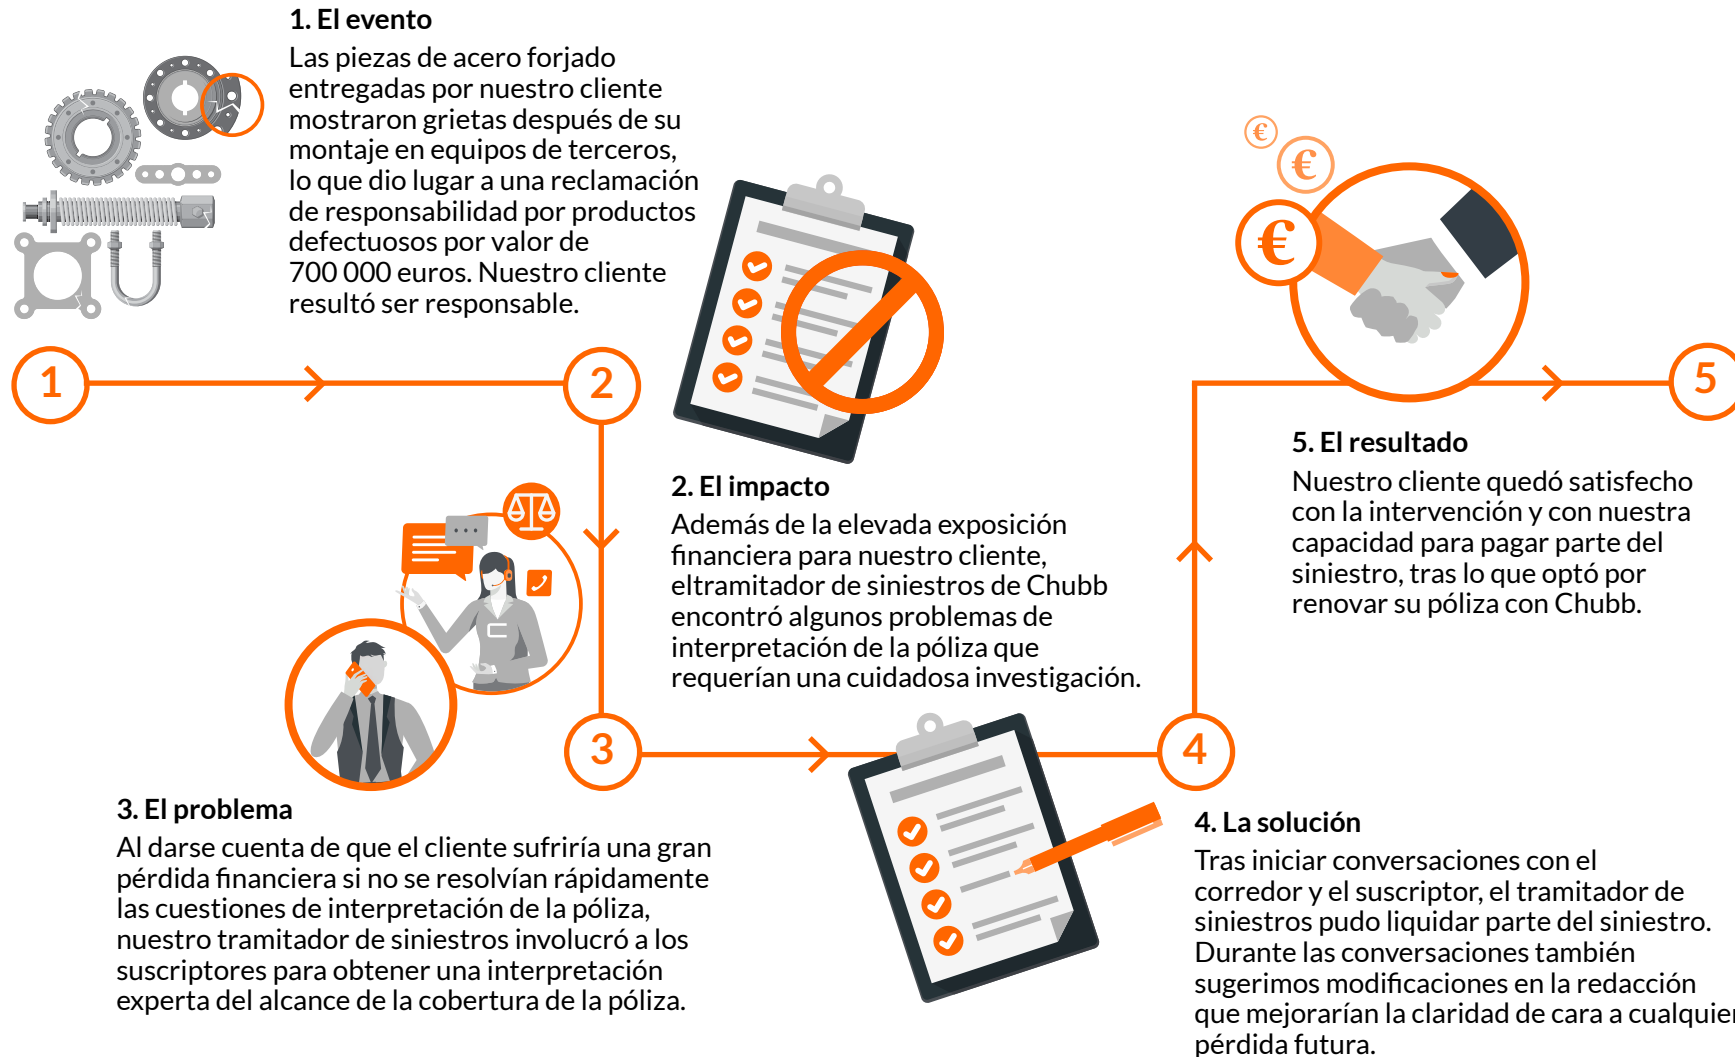 1. El evento
Las piezas de acero forjado
entregadas por nuestro cliente
mostraron grietas después de su
montaje en equipos de terceros,
lo que dio lugar a una reclamación
de responsabilidad por productos
defectuosos por valor de
700 000 euros. Nuestro cliente
resultó ser responsable.
1
2
2. El impacto
Además de la elevada exposición
financiera para nuestro cliente,
eltramitador de siniestros de Chubb
encontró algunos problemas de
interpretación de la póliza que
requerían una cuidadosa investigación.
3
3. El problema
Al darse cuenta de que el cliente sufriría una gran
pérdida financiera si no se resolvían rápidamente
las cuestiones de interpretación de la póliza,
nuestro tramitador de siniestros involucró a los
suscriptores para obtener una interpretación
experta del alcance de la cobertura de la póliza.
4
4. La solución
Tras iniciar conversaciones con el
corredor y el suscriptor, el tramitador de
siniestros pudo liquidar parte del siniestro.
Durante las conversaciones también
sugerimos modificaciones en la redacción
que mejorarían la claridad de cara a cualquier
pérdida futura.
€
€
€
5
5. El resultado
Nuestro cliente quedó satisfecho
con la intervención y con nuestra
capacidad para pagar parte del
siniestro, tras lo que optó por
renovar su póliza con Chubb.